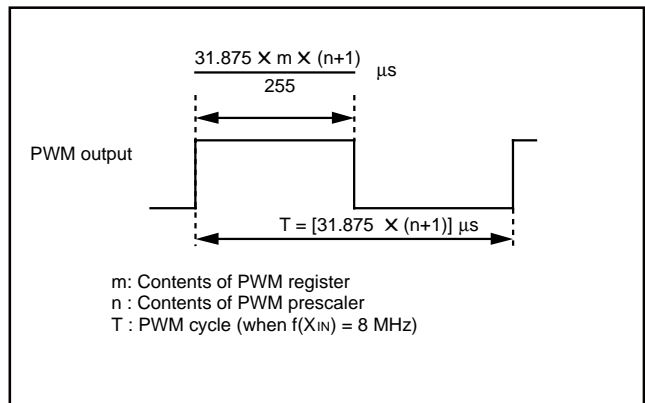 31.875 × m × (n+1)
255
μs
PWM output
T = [31.875 × (n+1)] μs
m: Contents of PWM register
n : Contents of PWM prescaler
T : PWM cycle (when f(XIN) = 8 MHz)